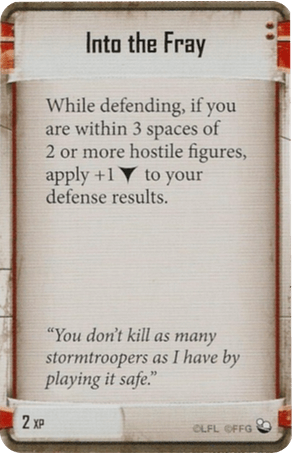 Into the Fray
While defending, if you
are within 3 spaces of
2 or more hostile figures,
apply +1 to your
defense results.
"You don't kill as many
stormtroopers as I have by
playing it safe."
2 XP
©LFL ©FFG